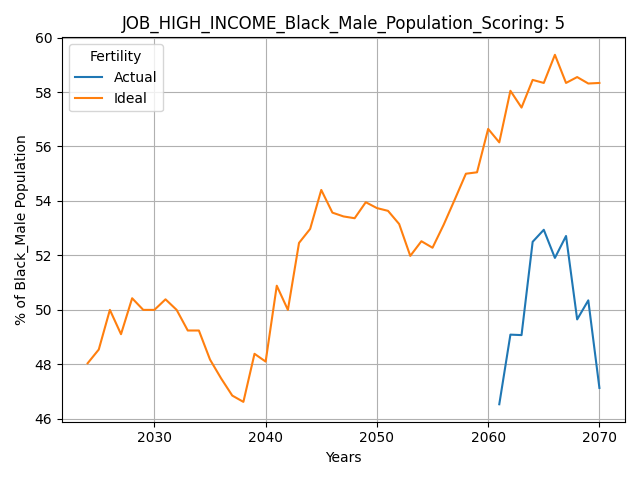 JOB_HIGH_INCOME_Black_Male_Population_Scoring: 5
Fertility
Actual
Ideal
% of Black_Male Population
60
58
56
54
52
50
48
46
2030
2040
2050
2060
2070
Years